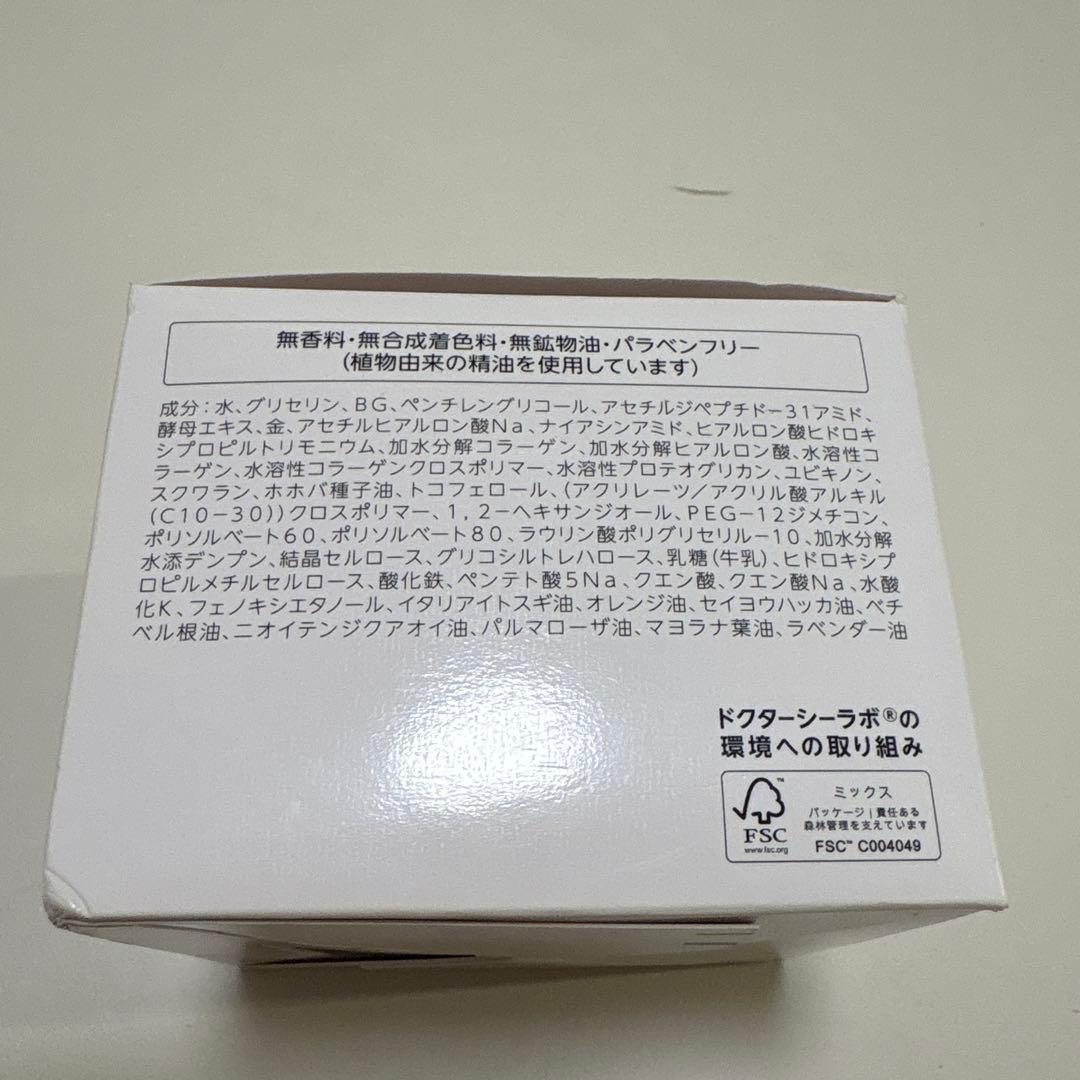 無香料・無合成着色料・無鉱物油・パラベンフリー
(植物由来の精油を使用しています)
成分：水、グリセリン、BG、ペンチレングリコール、アセチルジペプチド-31アミド、
酵母エキス、金、アセチルヒアルロン酸Na、ナイアシンアミド、ヒアルロン酸ヒドロキ
シプロピルトリモニウム、加水分解コラーゲン、加水分解ヒアルロン酸、水溶性コ
ラーゲン、水溶性コラーゲンクロスポリマー、水溶性プロテオグリカン、ユビキノン、
スクワラン、ホホバ種子油、トコフェロール、(アクリレーツ／アクリル酸アルキル
(C10-30))クロスポリマー、1,2-ヘキサンジオール、PEG-12ジメチコン、
ポリソルベート60、ポリソルベート80、ラウリン酸ポリグリセリル-10、加水分解
水添デンプン、結晶セルロース、グリコシルトレハロース、乳糖(牛乳)、ヒドロキシプ
ロピルメチルセルロース、酸化鉄、ペンテト酸5Na、クエン酸、クエン酸Na、水酸
化K、フェノキシエタノール、イタリアイトスギ油、オレンジ油、セイヨウハッカ油、ベチ
ベル根油、ニオイテンジクアオイ油、パルマローザ油、マヨラナ葉油、ラベンダー油
ドクターシーラボ®の
環境への取り組み
ミックス
パッケージ｜責任ある
森林管理を支えています
FSC™ C004049
FSC
www.fsc.org